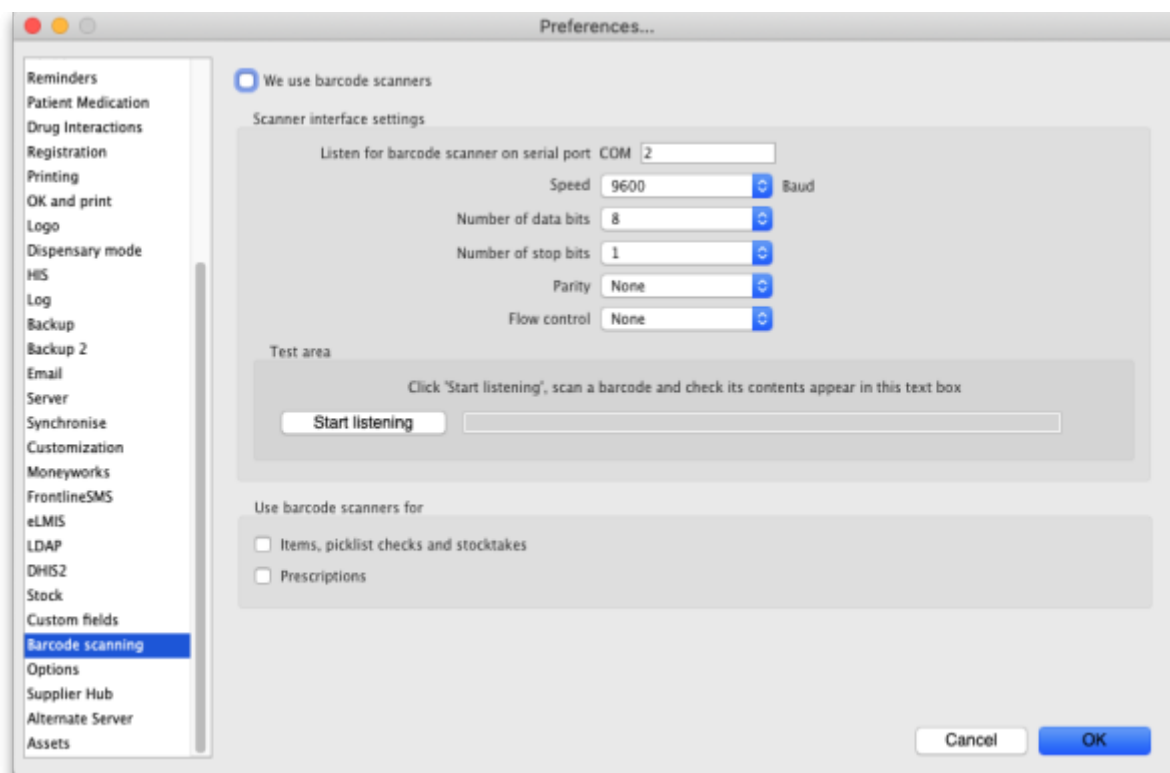 Preferences...
Reminders
Patient Medication
Drug Interactions
Registration
Printing
OK and print
Logo
Dispensary mode
HIS
Log
Backup
Backup 2
Email
Server
Synchronise
Customization
Moneyworks
FrontlineSMS
eLMIS
LDAP
DHIS2
Stock
Custom fields
Barcode scanning
Options
Supplier Hub
Alternate Server
Assets
We use barcode scanners
Scanner interface settings
Listen for barcode scanner on serial port COM 2
Speed 9600 Baud
Number of data bits 8
Number of stop bits 1
Parity None
Flow control None
Test area
Click 'Start listening', scan a barcode and check its contents appear in this text box
Start listening
Use barcode scanners for
Items, picklist checks and stocktakes
Prescriptions
Cancel OK